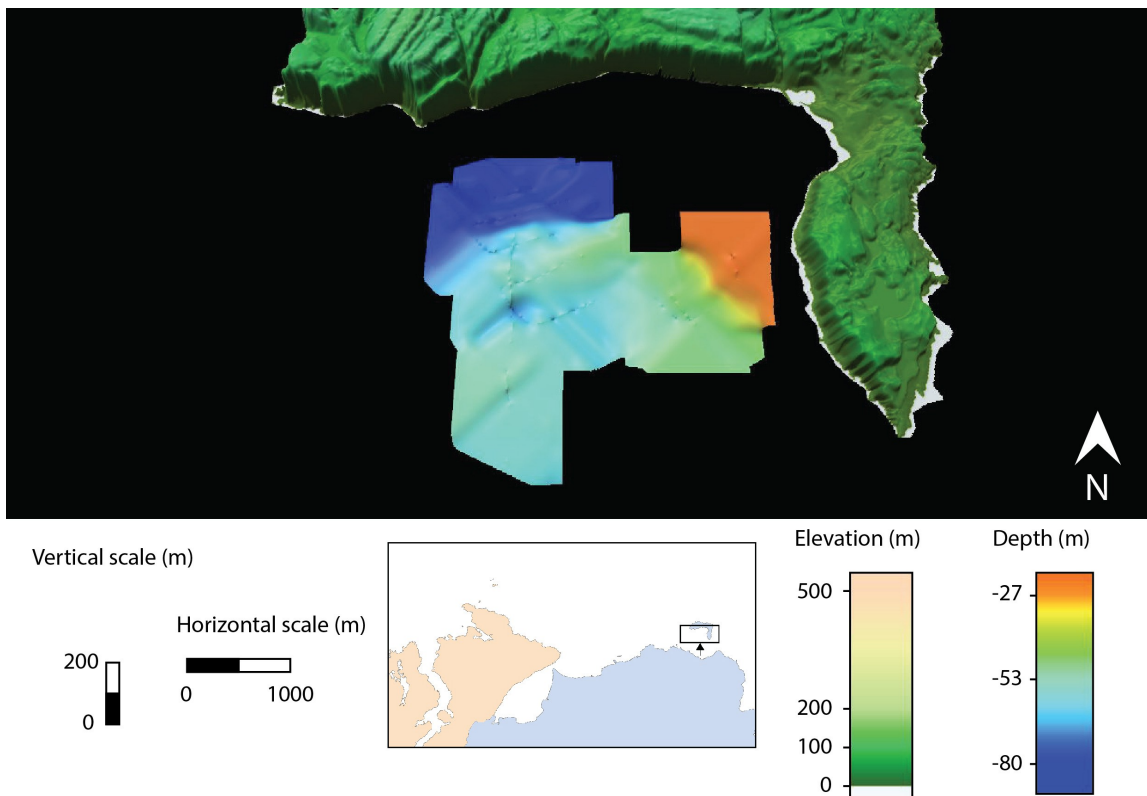 N
Vertical scale (m)
200
0
Horizontal scale (m)
0 1000
Elevation (m)
500
200
100
0
Depth (m)
-27
-53
-80